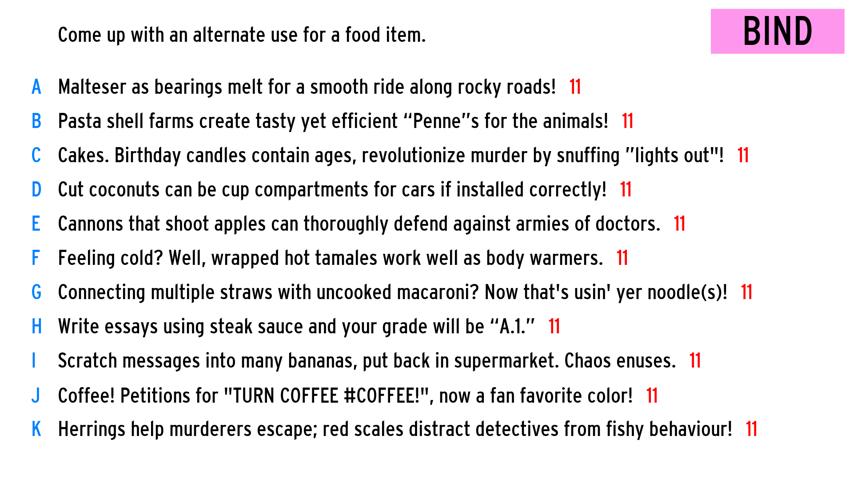 Come up with an alternate use for a food item.
BIND
A Malteser as bearings melt for a smooth ride along rocky roads! 11
B Pasta shell farms create tasty yet efficient “Penne”s for the animals! 11
C Cakes. Birthday candles contain ages, revolutionize murder by snuffing ”lights out"! 11
D Cut coconuts can be cup compartments for cars if installed correctly! 11
E Cannons that shoot apples can thoroughly defend against armies of doctors. 11
F Feeling cold? Well, wrapped hot tamales work well as body warmers. 11
G Connecting multiple straws with uncooked macaroni? Now that's usin' yer noodle(s)! 11
H Write essays using steak sauce and your grade will be “A.1.” 11
I Scratch messages into many bananas, put back in supermarket. Chaos enuses. 11
J Coffee! Petitions for "TURN COFFEE #COFFEE!", now a fan favorite color! 11
K Herrings help murderers escape; red scales distract detectives from fishy behaviour! 11